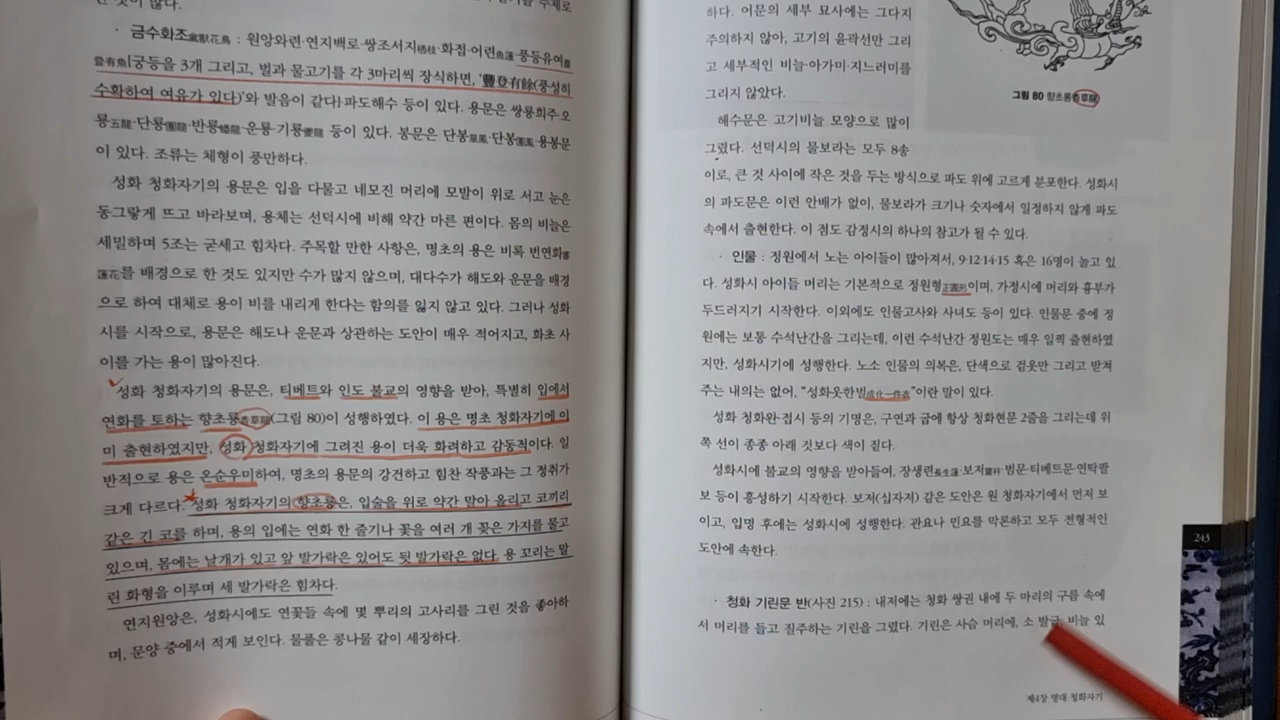 · 금수화조禽獸花鳥 : 원앙와련·연지백로·쌍조서지棲枝·화접·어련魚蓮·풍등유여豊
登有魚[궁등을 3개 그리고, 벌과 물고기를 각 3마리씩 장식하면, '豐登有餘(풍성히
수확하여 여유가 있다)'와 발음이 같다]·파도해수 등이 있다. 용문은 쌍룡희주·오
룡五龍·단룡團龍·반룡蟠龍·운룡·기룡夔龍 등이 있다. 봉문은 단봉單鳳·단봉團鳳·용봉문
이 있다. 조류는 체형이 풍만하다.
성화 청화자기의 용문은 입을 다물고 네모진 머리에 모발이 위로 서고 눈은
동그랗게 뜨고 바라보며, 용체는 선덕시에 비해 약간 마른 편이다. 몸의 비늘은
세밀하며 5조는 굳세고 힘차다. 주목할 만한 사항은, 명초의 용은 비록 번연화蕃
蓮花를 배경으로 한 것도 있지만 수가 많지 않으며, 대다수가 해도와 운문을 배경
으로 하여 대체로 용이 비를 내리게 한다는 함의를 잃지 않고 있다. 그러나 성화
시를 시작으로, 용문은 해도나 운문과 상관하는 도안이 매우 적어지고, 화초 사
이를 가는 용이 많아진다.
성화 청화자기의 용문은, 티베트와 인도 불교의 영향을 받아, 특별히 입에서
연화를 토하는 향초룡香草龍(그림 80)이 성행하였다. 이 용은 명초 청화자기에 이
미 출현하였지만, 성화 청화자기에 그려진 용이 더욱 화려하고 감동적이다. 일
반적으로 용은 온순우미하여, 명초의 용문의 강건하고 힘찬 작풍과는 그 정취가
크게 다르다. 성화 청화자기의 향초룡은, 입술을 위로 약간 말아 올리고 코끼리
같은 긴 코를 하며, 용의 입에는 연화 한 줄기나 꽃을 여러 개 꽂은 가지를 물고
있으며, 몸에는 날개가 있고 앞 발가락은 있어도 뒷 발가락은 없다. 용 꼬리는 말
린 화형을 이루며 세 발가락은 힘차다.
연지원앙은, 성화시에도 연꽃들 속에 몇 뿌리의 고사리를 그린 것을 좋아하
며, 문양 중에서 적게 보인다. 물풀은 콩나물 같이 세장하다.
하다. 어문의 세부 묘사에는 그다지
주의하지 않아, 고기의 윤곽선만 그리
고 세부적인 비늘·아가미·지느러미를
그리지 않았다.
그림 80 향초룡香草龍
해수문은 고기비늘 모양으로 많이
그렸다. 선덕시의 물보라는 모두 8송
이로, 큰 것 사이에 작은 것을 두는 방식으로 파도 위에 고르게 분포한다. 성화시
의 파도문은 이런 안배가 없이, 물보라가 크기나 숫자에서 일정하지 않게 파도
속에서 출현한다. 이 점도 감정시의 하나의 참고가 될 수 있다.
· 인물 : 정원에서 노는 아이들이 많아져서, 9·12·14·15 혹은 16명이 놀고 있
다. 성화시 아이들 머리는 기본적으로 정원형正圓形이며, 가정시에 머리와 흉부가
두드러지기 시작한다. 이외에도 인물고사와 사녀도 등이 있다. 인물문 중에 정
원에는 보통 수석난간을 그리는데, 이런 수석난간 정원도는 매우 일찍 출현하였
지만, 성화시기에 성행한다. 노소 인물의 의복은, 단색으로 겉옷만 그리고 받쳐
주는 내의는 없어, "성화옷한벌成化一件衣"이란 말이 있다.
성화 청화완·접시 등의 기명은, 구연과 굽에 항상 청화현문 2줄을 그리는데 위
쪽 선이 종종 아래 것보다 색이 짙다.
성화시에 불교의 영향을 받아들여, 장생련長生蓮·보저寶杵·범문·티베트문·연탁팔
보 등이 흥성하기 시작한다. 보저(십자저) 같은 도안은 원 청화자기에서 먼저 보
이고, 입명 후에는 성화시에 성행한다. 관요나 민요를 막론하고 모두 전형적인
도안에 속한다.
· 청화 기린문 반(사진 215) : 내저에는 청화 쌍권 내에 두 마리의 구름 속에
서 머리를 들고 질주하는 기린을 그렸다. 기린은 사슴 머리에, 소 발굽, 비늘 있
243
제4장 명대 청화자기